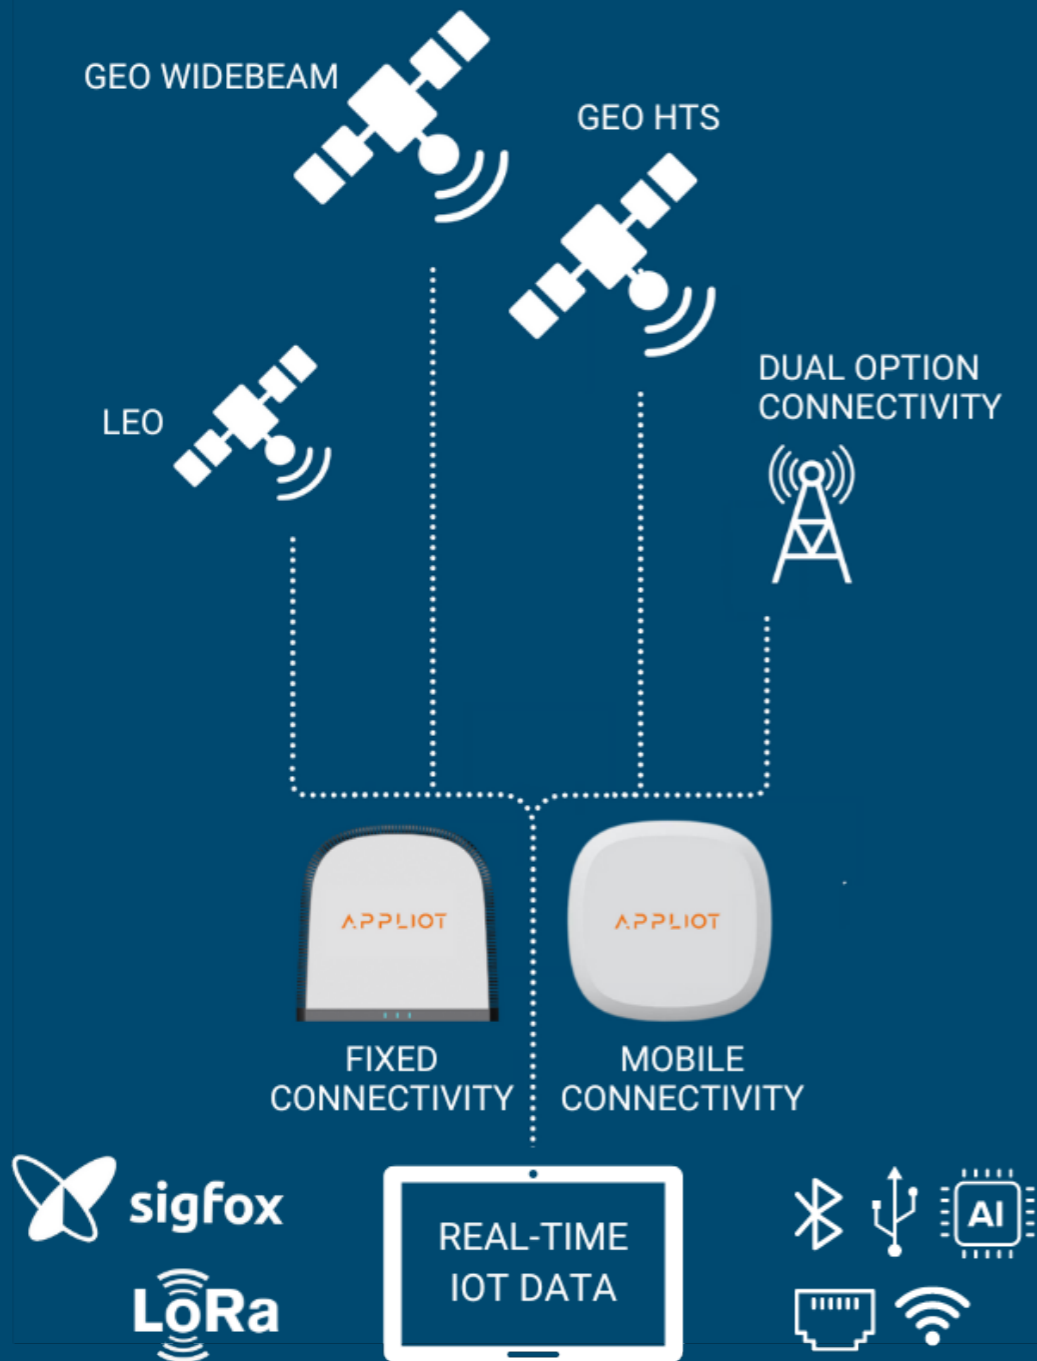 GEO WIDEBEAM
GEO HTS
DUAL OPTION
CONNECTIVITY
LEO
APPLIOT
APPLIOT
FIXED
CONNECTIVITY
MOBILE
CONNECTIVITY
sigfox
LoRa
REAL-TIME
IOT DATA
AI